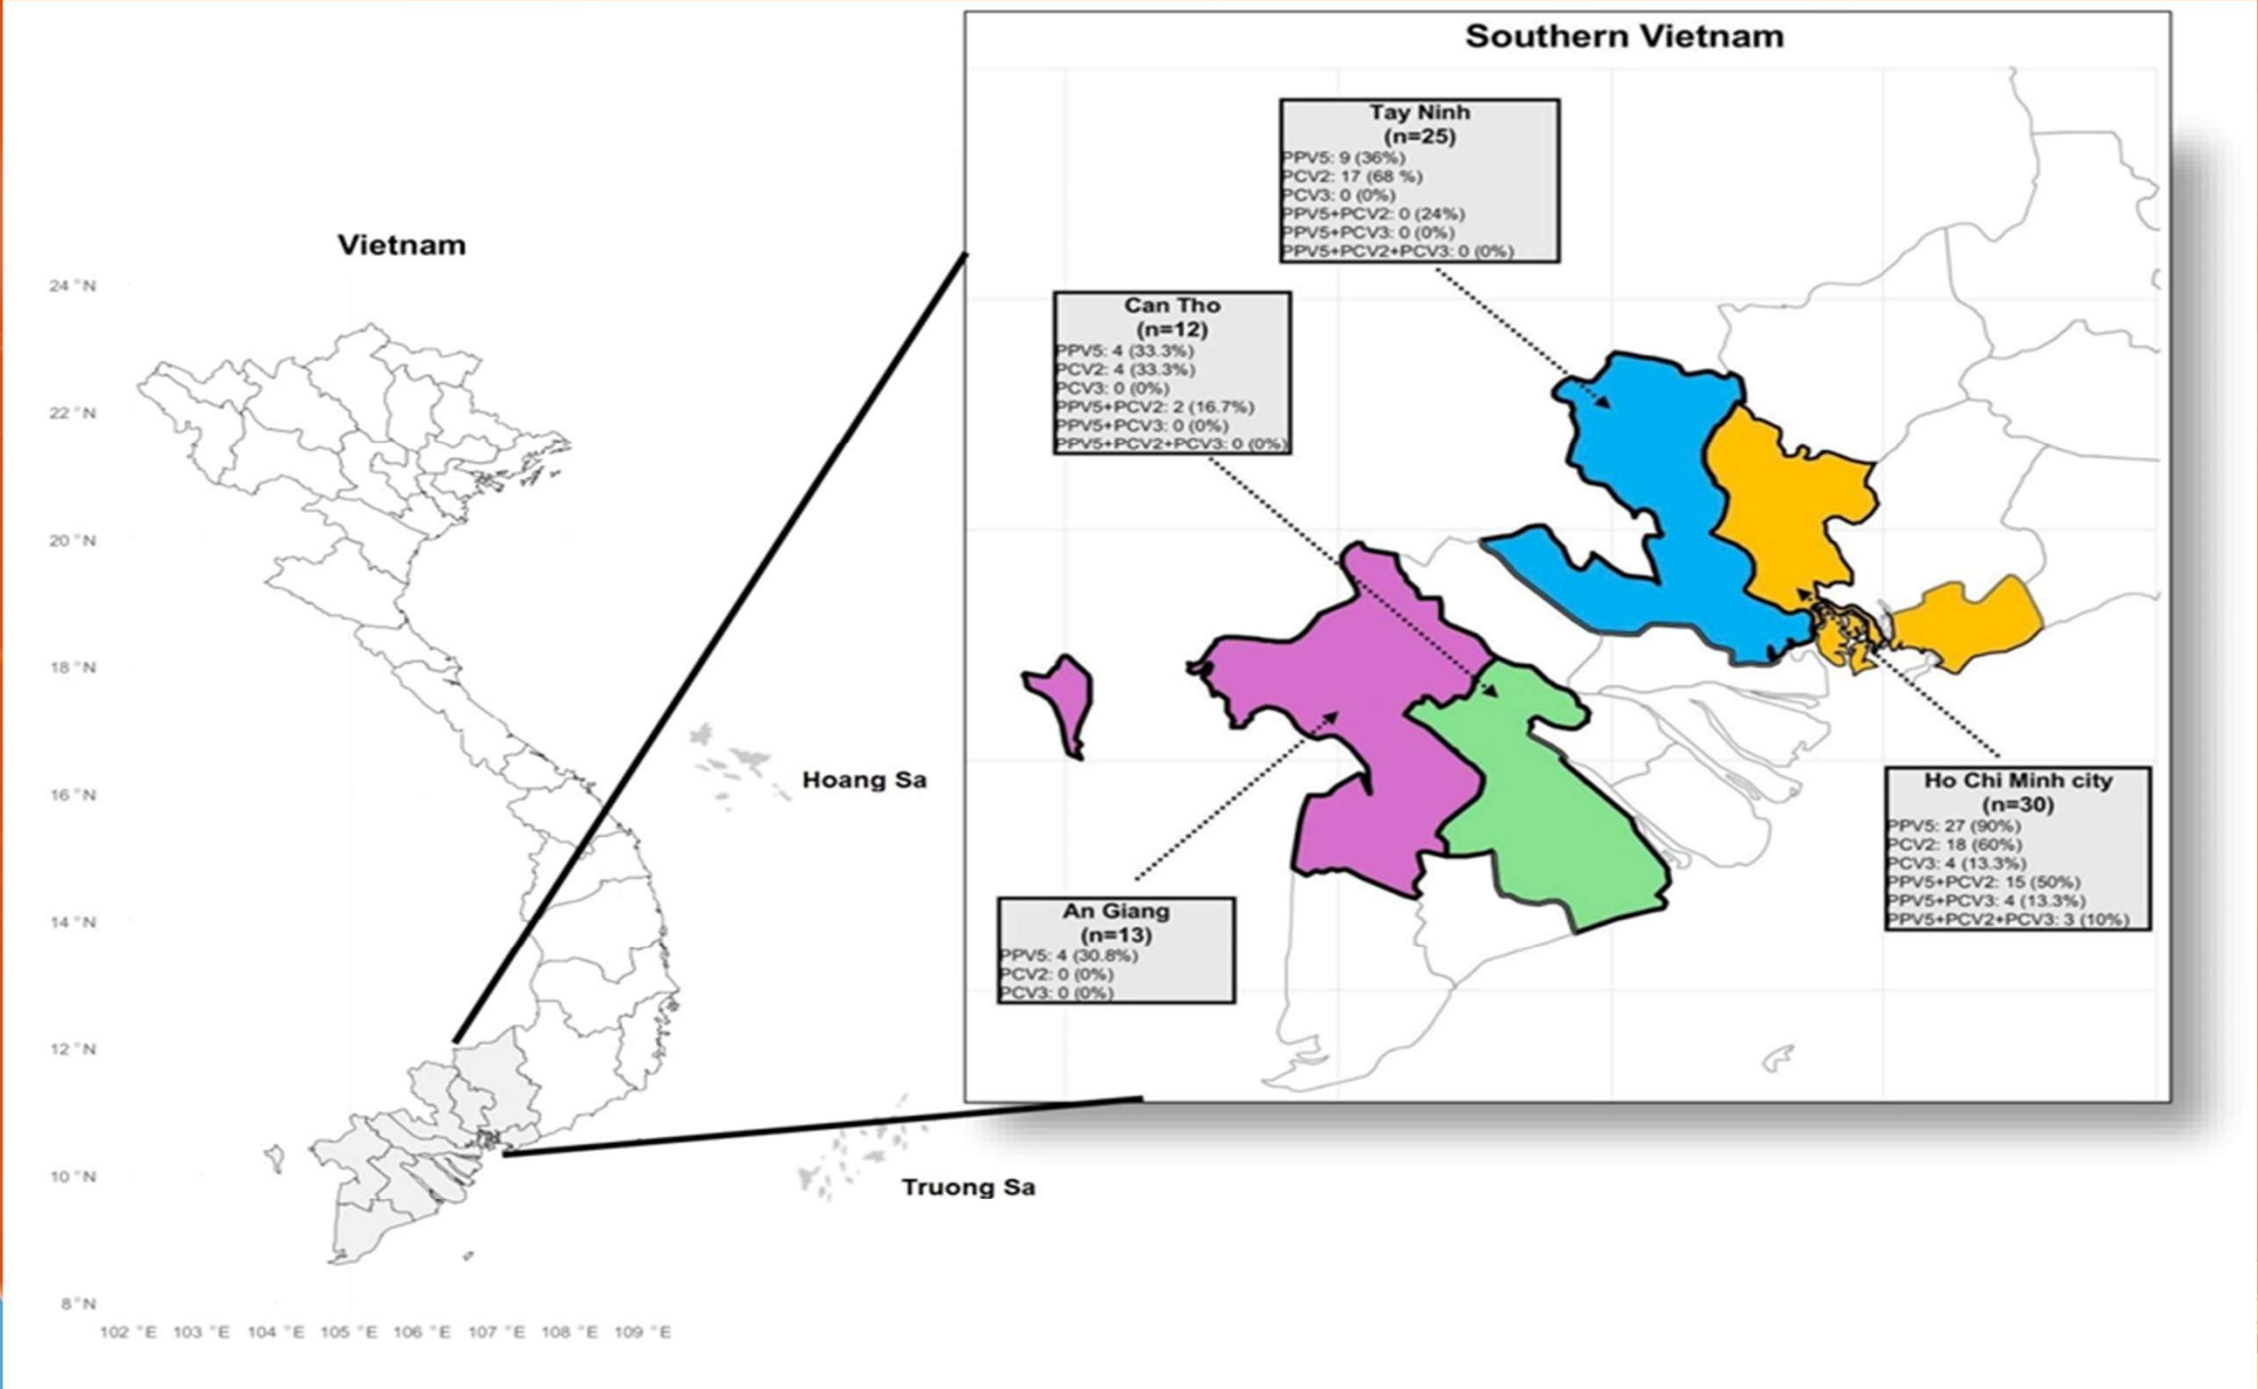 Southern Vietnam
Tay Ninh
(n=25)
PPV5: 9 (36%)
PCV2: 17 (68 %)
PCV3: 0 (0%)
PPV5+PCV2: 0 (24%)
PPV5+PCV3: 0 (0%)
PPV5+PCV2+PCV3: 0 (0%)
Can Tho
(n=12)
PPV5: 4 (33.3%)
PCV2: 4 (33.3%)
PCV3: 0 (0%)
PPV5+PCV2: 2 (16.7%)
PPV5+PCV3: 0 (0%)
PPV5+PCV2+PCV3: 0 (0%)
Ho Chi Minh city
(n=30)
PPV5: 27 (90%)
PCV2: 18 (60%)
PCV3: 4 (13.3%)
PPV5+PCV2: 15 (50%)
PPV5+PCV3: 4 (13.3%)
PPV5+PCV2+PCV3: 3 (10%)
An Giang
(n=13)
PPV5: 4 (30.8%)
PCV2: 0 (0%)
PCV3: 0 (0%)
Vietnam
24°N
22°N
20°N
18°N
16°N
14°N
12°N
10°N
8°N
102 °E 103 °E 104 °E 105 °E 106 °E 107 °E 108 °E 109 °E
Hoang Sa
Truong Sa